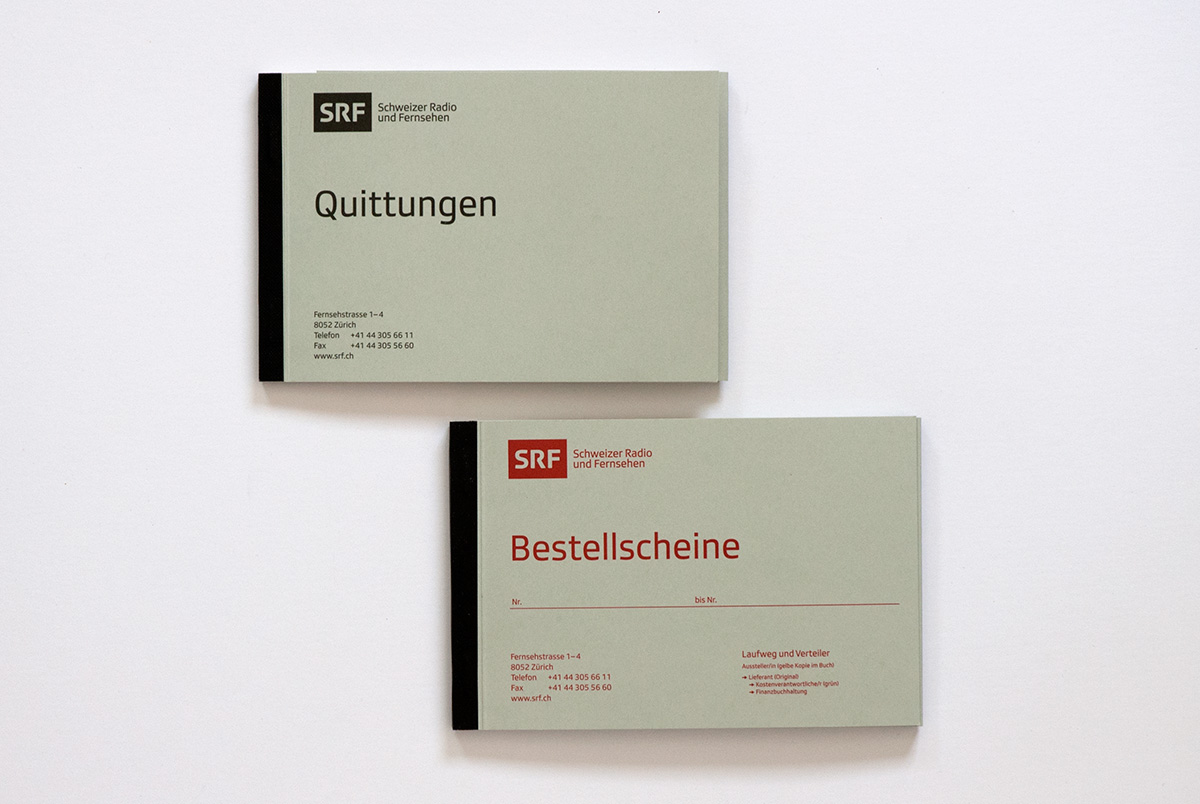 SRF
Schweizer Radio
und Fernsehen
Quittungen
Fernsehstrasse 1–4
8052 Zürich
Telefon +41 44 305 66 11
Fax +41 44 305 56 60
www.srf.ch
SRF
Schweizer Radio
und Fernsehen
Bestellscheine
Nr. bis Nr.
Fernsehstrasse 1–4
8052 Zürich
Telefon +41 44 305 66 11
Fax +41 44 305 56 60
www.srf.ch
Laufweg und Verteiler
Aussteller/in (gelbe Kopie im Buch)
➔ Lieferant (Original)
➔ Kostenverantwortliche/r (grün)
➔ Finanzbuchhaltung